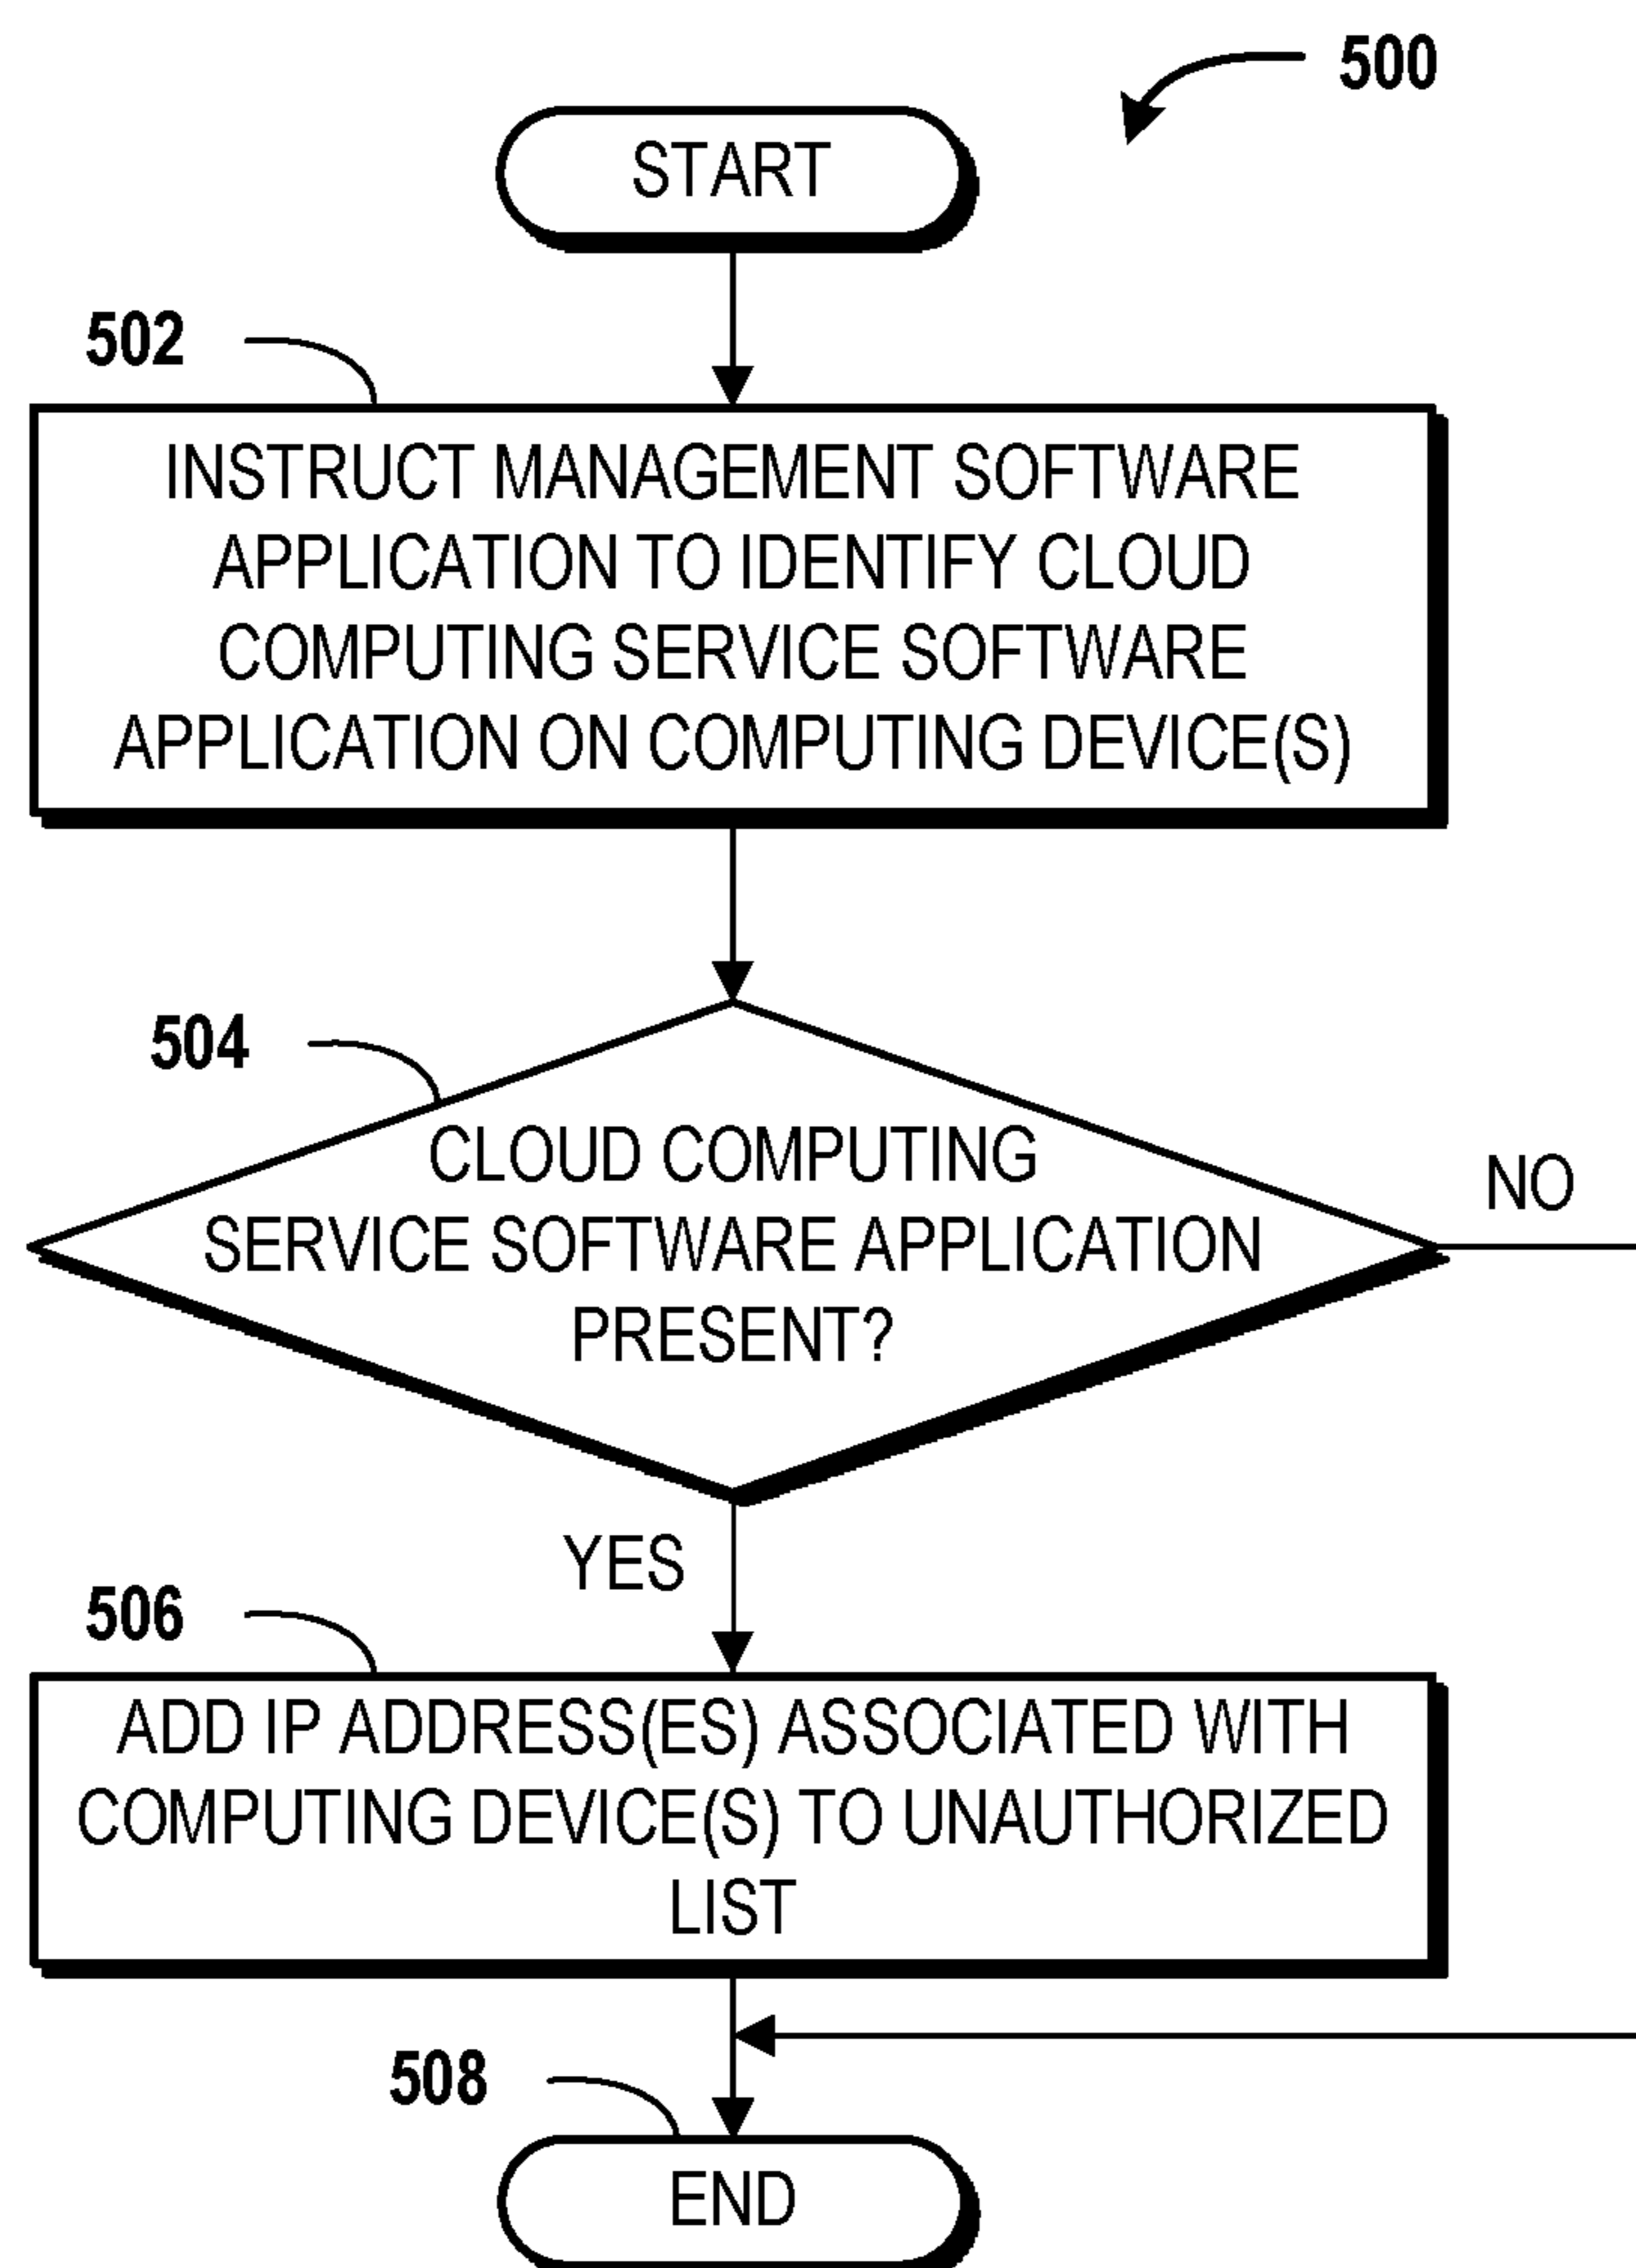 500
START
502
INSTRUCT MANAGEMENT SOFTWARE
APPLICATION TO IDENTIFY CLOUD
COMPUTING SERVICE SOFTWARE
APPLICATION ON COMPUTING DEVICE(S)
504
CLOUD COMPUTING
SERVICE SOFTWARE APPLICATION
PRESENT?
NO
YES
506
ADD IP ADDRESS(ES) ASSOCIATED WITH
COMPUTING DEVICE(S) TO UNAUTHORIZED
LIST
508
END